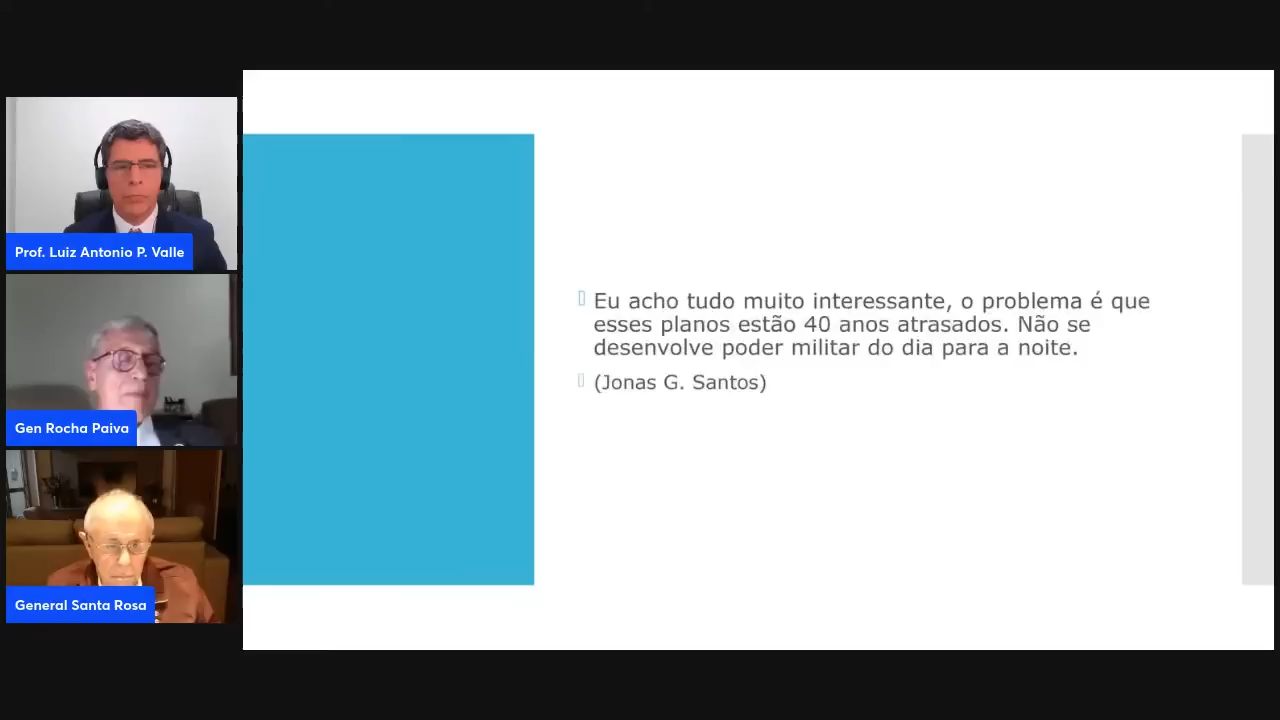 Prof. Luiz Antonio P. Valle
Gen Rocha Paiva
General Santa Rosa
Eu acho tudo muito interessante, o problema é que
esses planos estão 40 anos atrasados. Não se
desenvolve poder militar do dia para a noite.
(Jonas G. Santos)